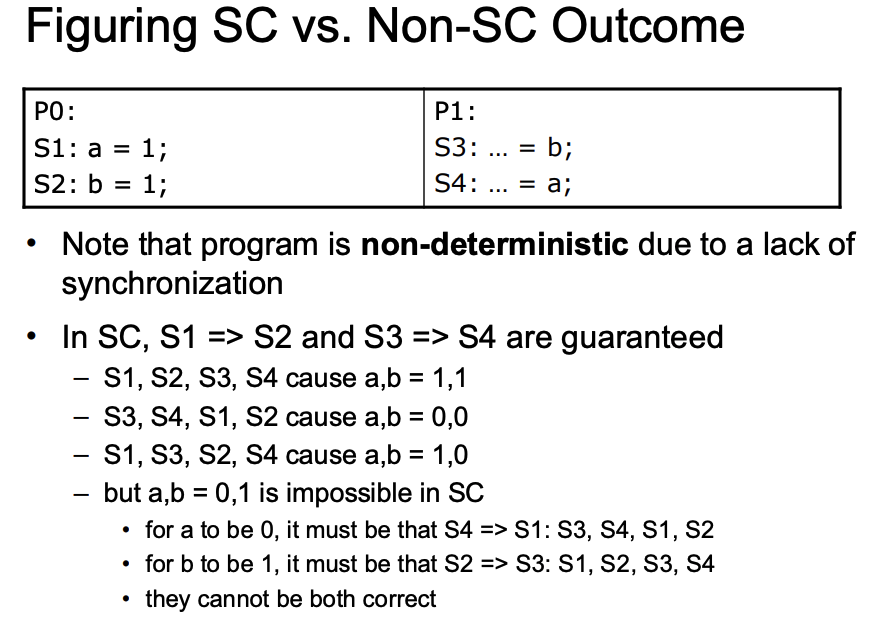 Figuring SC vs. Non-SC Outcome
P0:
S1: a = 1;
S2: b = 1;
P1:
S3: … = b;
S4: … = a;
• Note that program is non-deterministic due to a lack of
synchronization
• In SC, S1 => S2 and S3 => S4 are guaranteed
– S1, S2, S3, S4 cause a,b = 1,1
– S3, S4, S1, S2 cause a,b = 0,0
– S1, S3, S2, S4 cause a,b = 1,0
– but a,b = 0,1 is impossible in SC
• for a to be 0, it must be that S4 => S1: S3, S4, S1, S2
• for b to be 1, it must be that S2 => S3: S1, S2, S3, S4
• they cannot be both correct